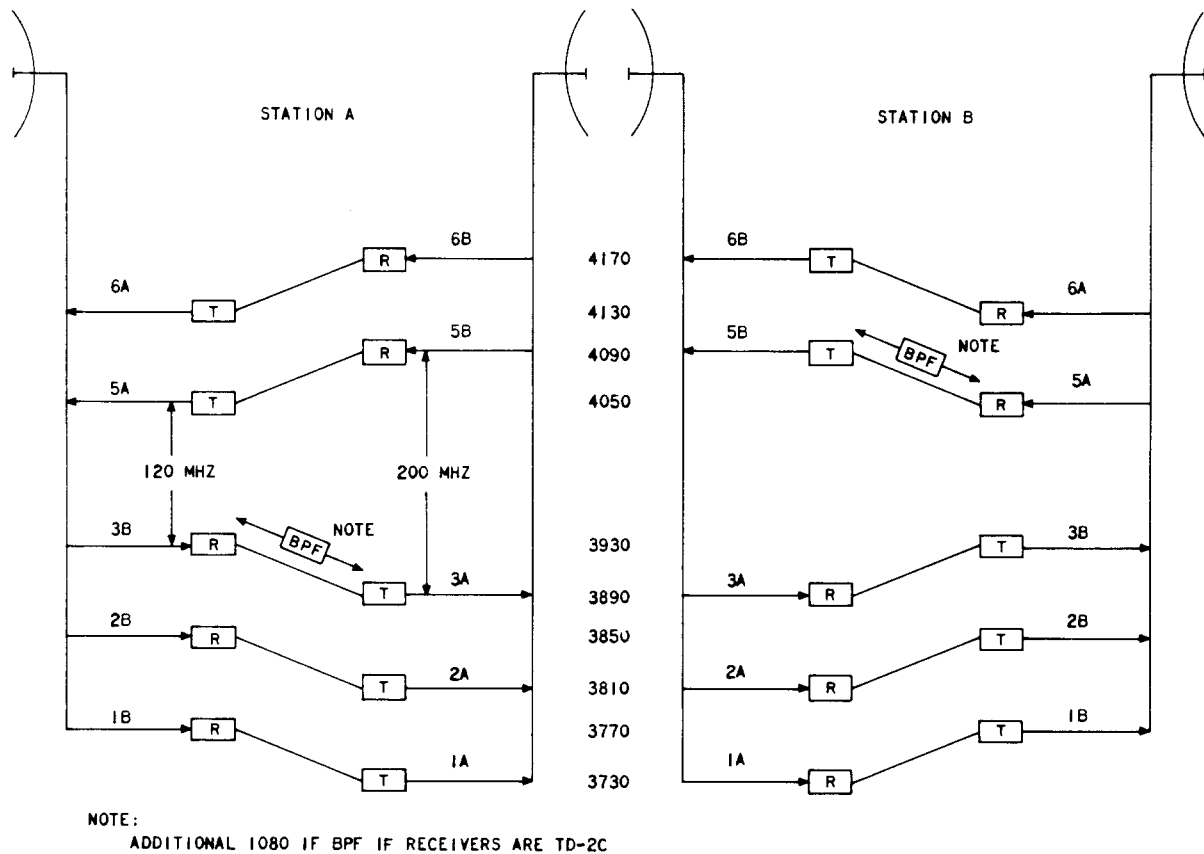 STATION A
STATION B
6B 4170 6B
R T
6A 4130 6A
T R
5B 4090 5B BPF NOTE
R T
5A 4050 5A
T R
120 MHZ 200 MHZ
3B BPF NOTE 3930 3B
R T
3A 3890 3A
T R
2B 3850 2B
R T
2A 3810 2A
T R
1B 3770 1B
R T
1A 3730 1A
T R
NOTE:
ADDITIONAL 1080 IF BPF IF RECEIVERS ARE TD-2C